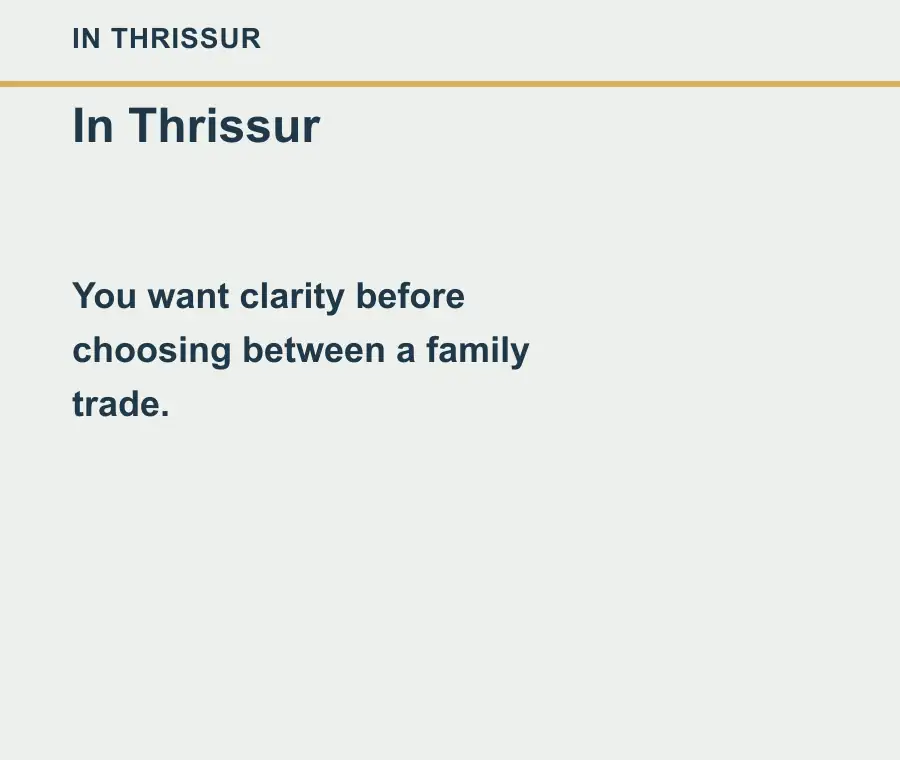 IN THRISSUR
In Thrissur
You want clarity before
choosing between a family
trade.